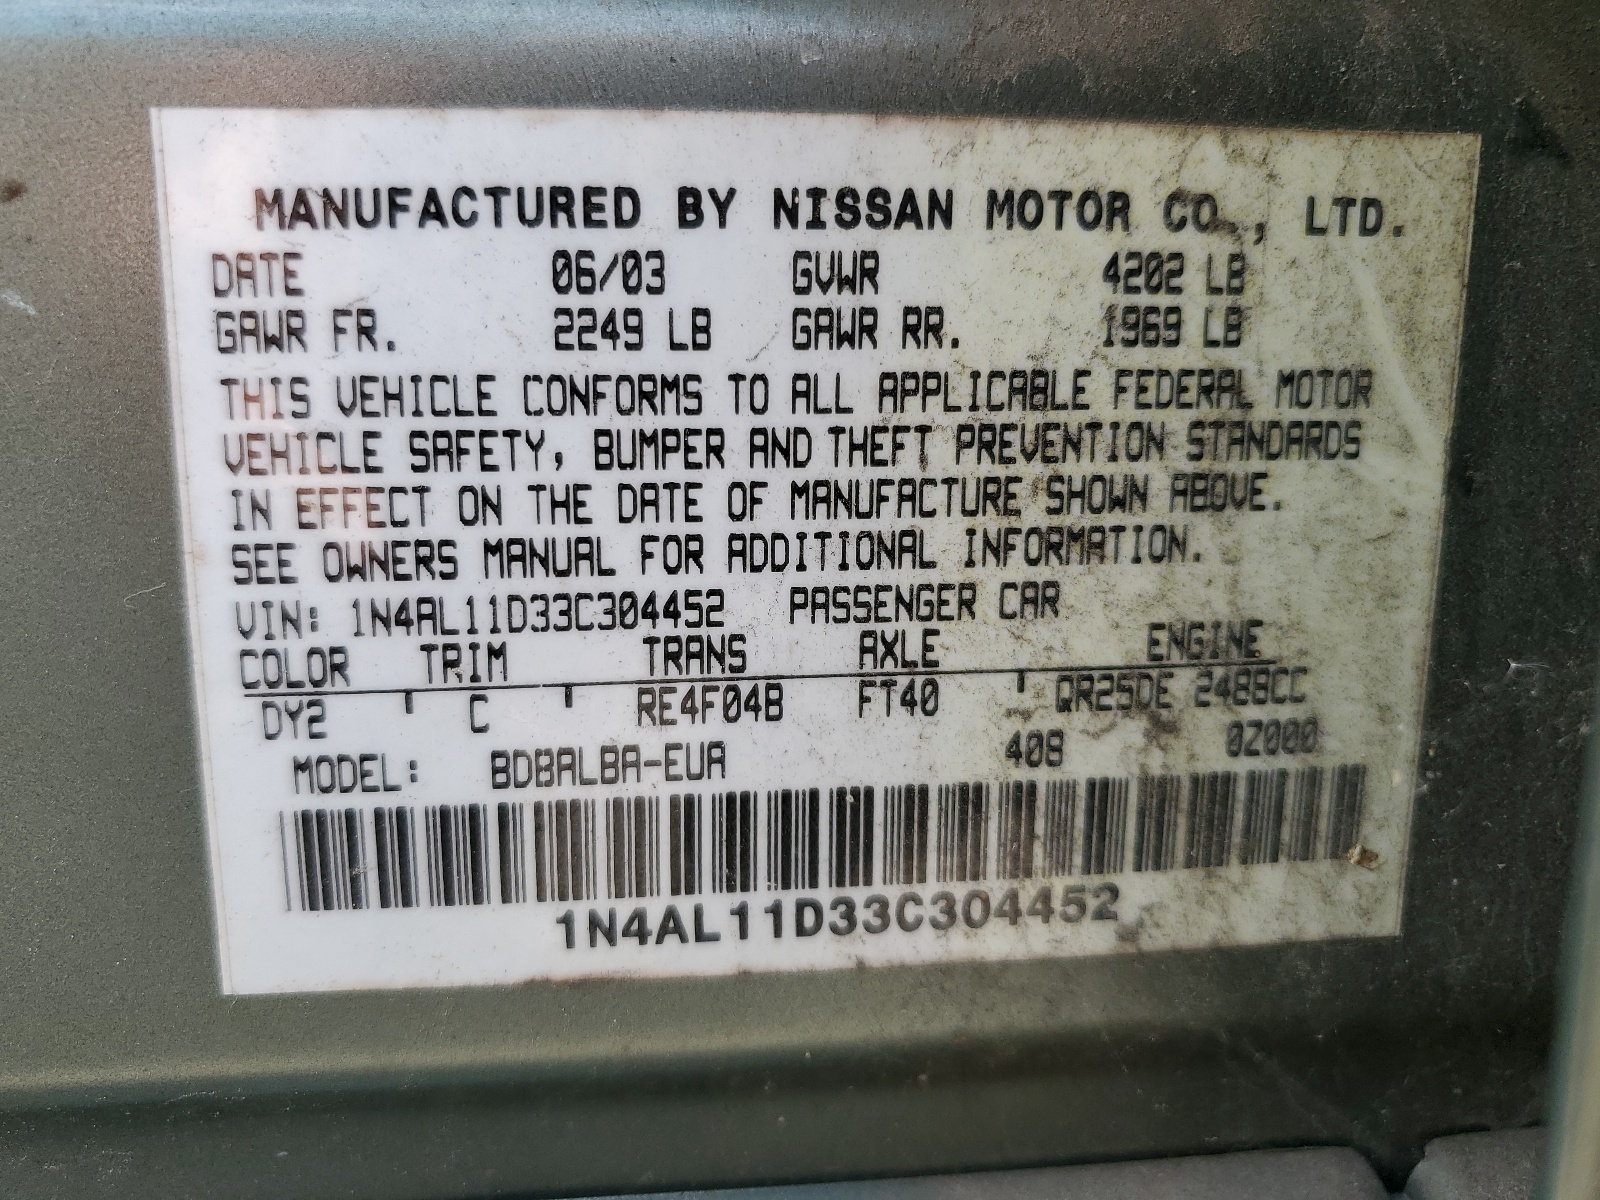 MANUFACTURED BY NISSAN MOTOR CO., LTD.
DATE 06/03 GVWR 4202 LB
GAWR FR. 2249 LB GAWR RR. 1969 LB
THIS VEHICLE CONFORMS TO ALL APPLICABLE FEDERAL MOTOR
VEHICLE SAFETY, BUMPER AND THEFT PREVENTION STANDARDS
IN EFFECT ON THE DATE OF MANUFACTURE SHOWN ABOVE.
SEE OWNERS MANUAL FOR ADDITIONAL INFORMATION.
VIN: 1N4AL11D33C304452 PASSENGER CAR
COLOR TRIM TRANS AXLE ENGINE
DY2 C RE4F04B FT40 QR25DE 2488CC
MODEL: BDBALBA-EUA 408 0Z000
1N4AL11D33C304452